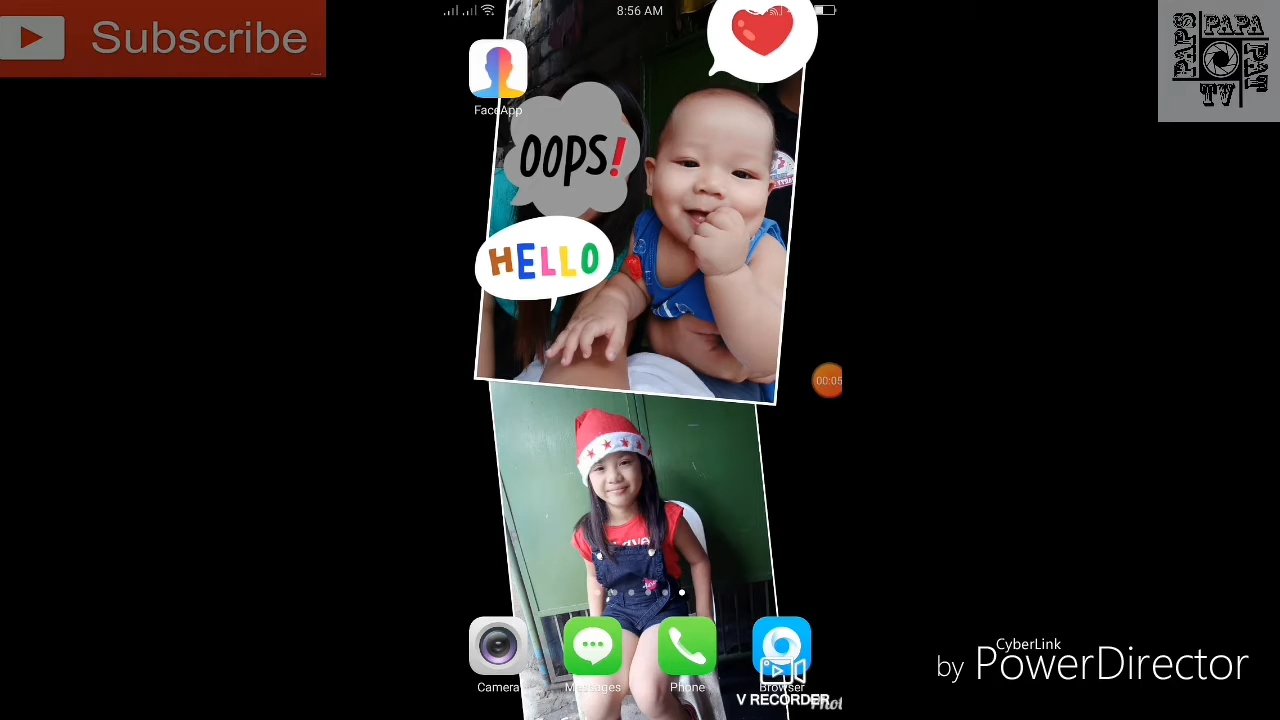 Subscribe
8:56 AM
PAPA
PAPS
PAPA
TV
FaceApp
OOPS!
HELLO
00:05
Camera
Messages
Phone
Browser
V RECORDER
CyberLink
by PowerDirector